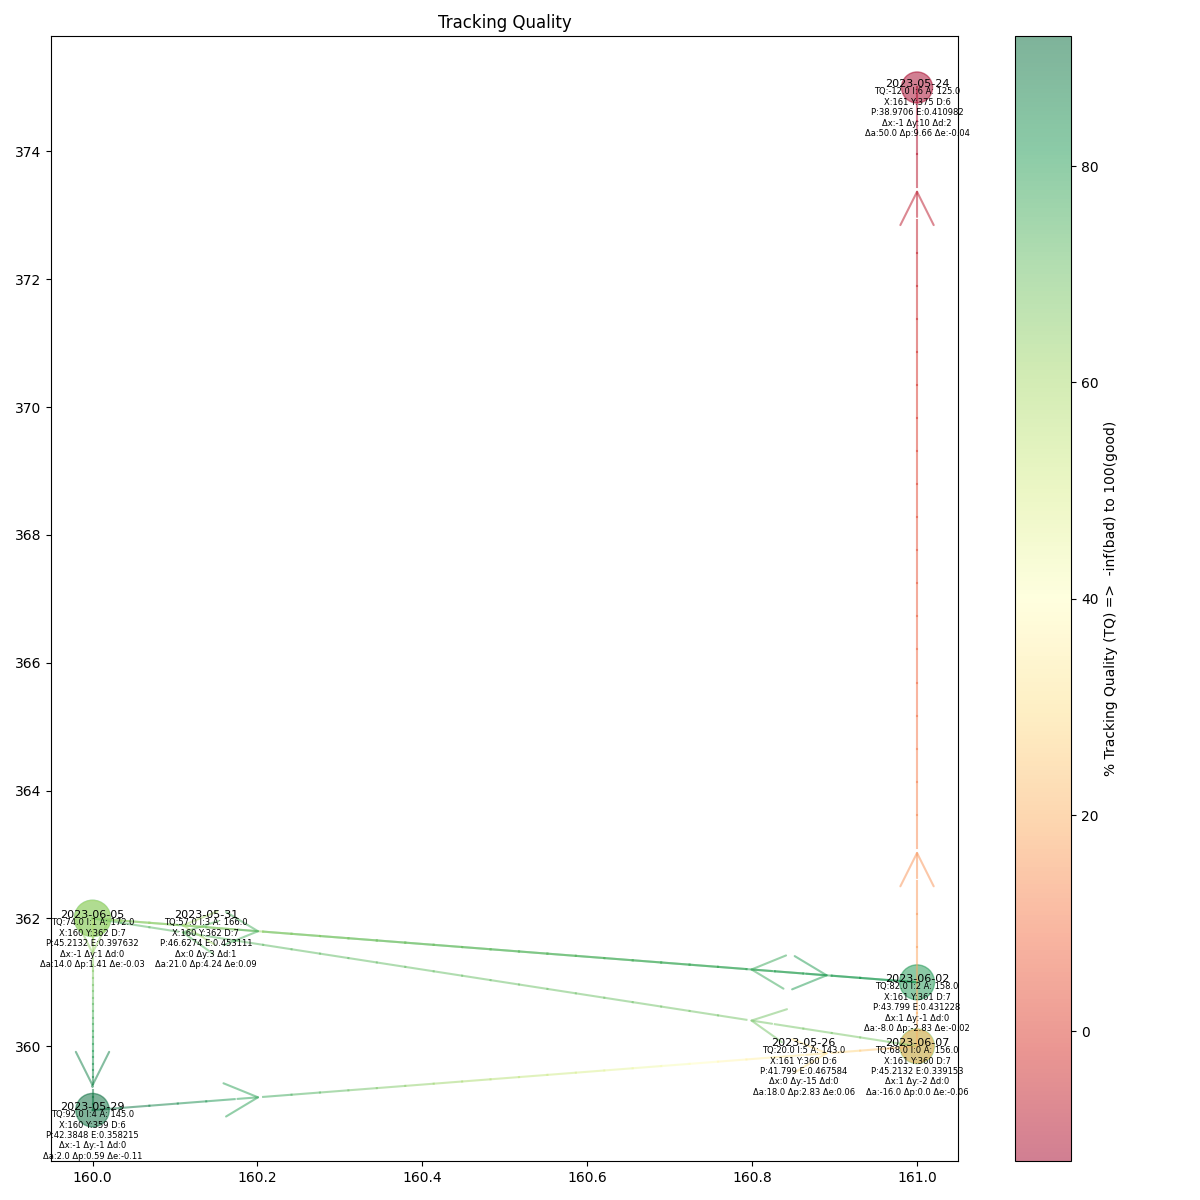 Tracking Quality
2023-05-24
TQ:-12.0 I:6 A: 125.0
X:161 Y:375 D:6
P:38.9706 E:0.410982
Δx:-1 Δy:10 Δd:2
Δa:50.0 Δp:9.66 Δe:-0.04
2023-06-05
TQ:74.0 I:1 A: 172.0
X:160 Y:362 D:7
P:45.2132 E:0.397632
Δx:-1 Δy:1 Δd:0
Δa:14.0 Δp:1.41 Δe:-0.03
2023-05-31
TQ:57.0 I:3 A: 166.0
X:160 Y:362 D:7
P:46.6274 E:0.453111
Δx:0 Δy:3 Δd:1
Δa:21.0 Δp:4.24 Δe:0.09
2023-06-02
TQ:82.0 I:2 A: 158.0
X:161 Y:361 D:7
P:43.799 E:0.431228
Δx:1 Δy:-1 Δd:0
Δa:-8.0 Δp:-2.83 Δe:-0.02
2023-05-26
TQ:20.0 I:5 A: 143.0
X:161 Y:360 D:6
P:41.799 E:0.467584
Δx:0 Δy:-15 Δd:0
Δa:18.0 Δp:2.83 Δe:0.06
2023-06-07
TQ:68.0 I:0 A: 156.0
X:161 Y:360 D:7
P:45.2132 E:0.339153
Δx:1 Δy:-2 Δd:0
Δa:-16.0 Δp:0.0 Δe:-0.06
2023-05-29
TQ:92.0 I:4 A: 145.0
X:160 Y:359 D:6
P:42.3848 E:0.358215
Δx:-1 Δy:-1 Δd:0
Δa:2.0 Δp:0.59 Δe:-0.11
374
372
370
368
366
364
362
360
160.0 160.2 160.4 160.6 160.8 161.0
80
60
40
20
0
% Tracking Quality (TQ) => -inf(bad) to 100(good)